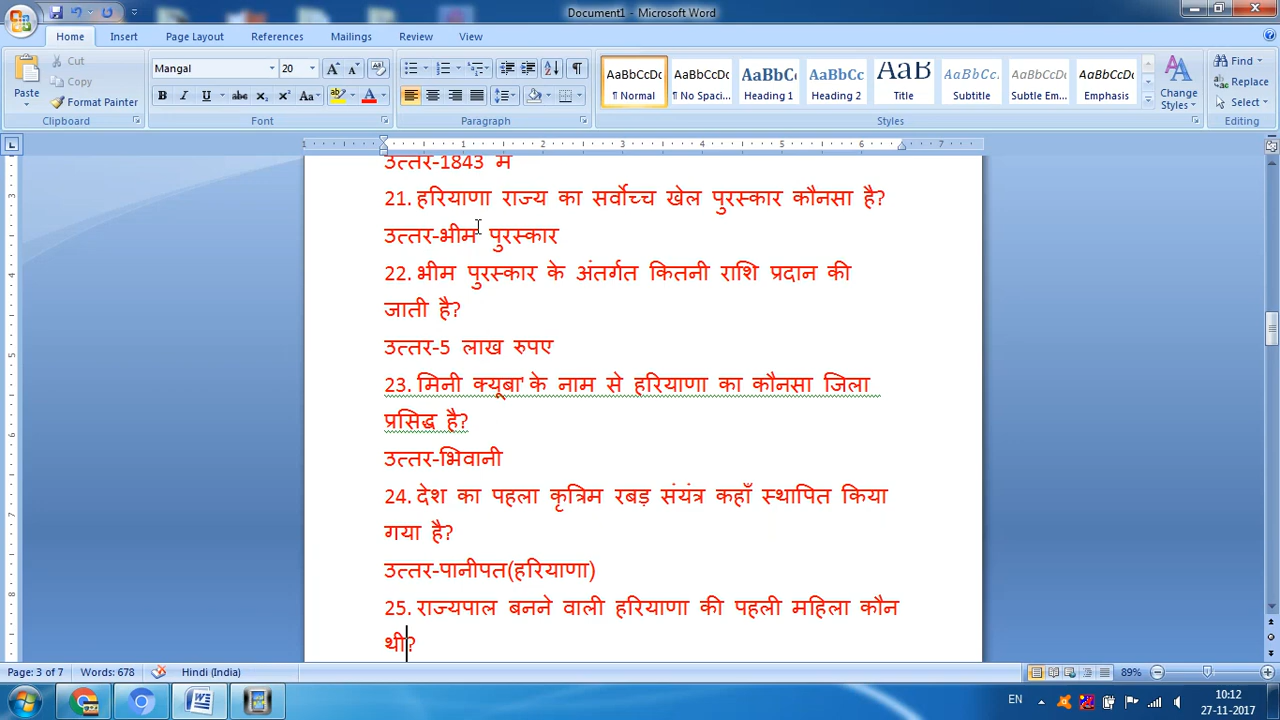 Document1 - Microsoft Word
Home Insert Page Layout References Mailings Review View
Cut
Copy
Format Painter
Paste
Clipboard
Mangal 20
Font
Paragraph
AaBbCcDc AaBbCcDc AaBbCc AaBbCc AaB AaBbCc. AaBbCcDc AaBbCcDc
¶ Normal ¶ No Spaci... Heading 1 Heading 2 Title Subtitle Subtle Em... Emphasis
Change Styles
Styles
Find
Replace
Select
Editing
उत्तर-1843 में
21. हरियाणा राज्य का सर्वोच्च खेल पुरस्कार कौनसा है?
उत्तर-भीम पुरस्कार
22. भीम पुरस्कार के अंतर्गत कितनी राशि प्रदान की
जाती है?
उत्तर-5 लाख रुपए
23. मिनी क्यूबा' के नाम से हरियाणा का कौनसा जिला
प्रसिद्ध है?
उत्तर-भिवानी
24. देश का पहला कृत्रिम रबड़ संयंत्र कहाँ स्थापित किया
गया है?
उत्तर-पानीपत(हरियाणा)
25. राज्यपाल बनने वाली हरियाणा की पहली महिला कौन
थी?
Page: 3 of 7 Words: 678 Hindi (India) 89%
EN 10:12
27-11-2017